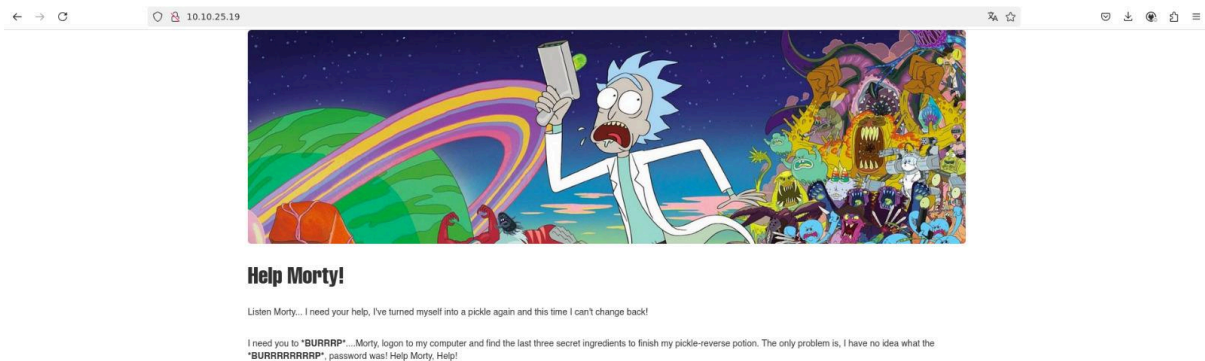 10.10.25.19
Help Morty!
Listen Morty... I need your help, I've turned myself into a pickle again and this time I can't change back!
I need you to *BURRRP*....Morty, logon to my computer and find the last three secret ingredients to finish my pickle-reverse potion. The only problem is, I have no idea what the
*BURRRRRRRRP*, password was! Help Morty, Help!